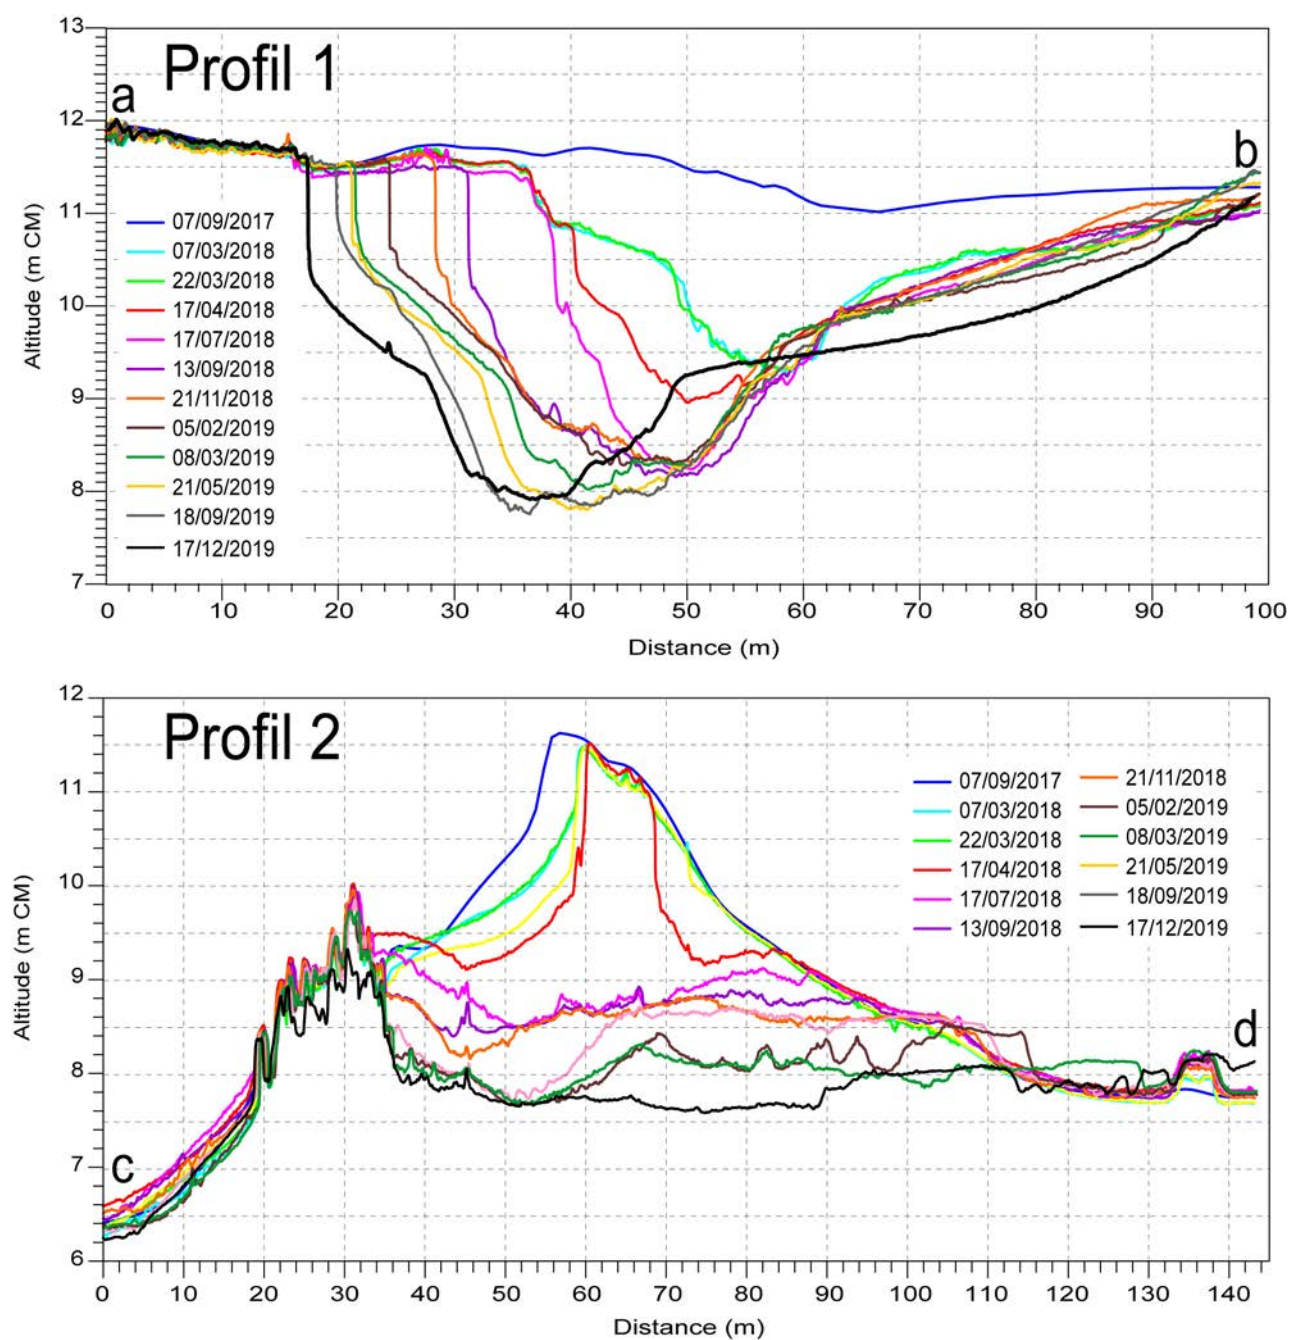 Profil 1
a
b
13
12
11
10
9
8
7
Altitude (m CM)
07/09/2017
07/03/2018
22/03/2018
17/04/2018
17/07/2018
13/09/2018
21/11/2018
05/02/2019
08/03/2019
21/05/2019
18/09/2019
17/12/2019
0 10 20 30 40 50 60 70 80 90 100
Distance (m)
Profil 2
c
d
12
11
10
9
8
7
6
Altitude (m CM)
07/09/2017 21/11/2018
07/03/2018 05/02/2019
22/03/2018 08/03/2019
17/04/2018 21/05/2019
17/07/2018 18/09/2019
13/09/2018 17/12/2019
0 10 20 30 40 50 60 70 80 90 100 110 120 130 140
Distance (m)